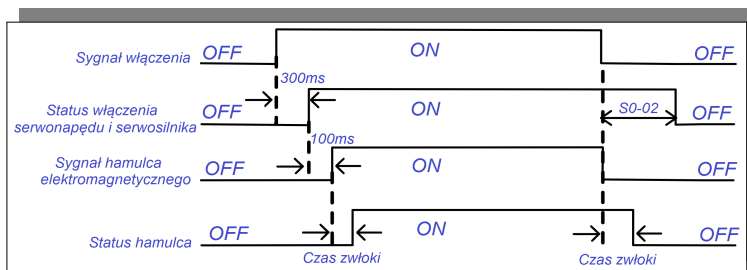 Sygnał włączenia OFF ON OFF
300ms
Status włączenia
serwonapędu i serwosilnika OFF ON S0-02 OFF
100ms
Sygnał hamulca
elektromagnetycznego OFF ON OFF
Status hamulca OFF ON OFF
Czas zwłoki Czas zwłoki